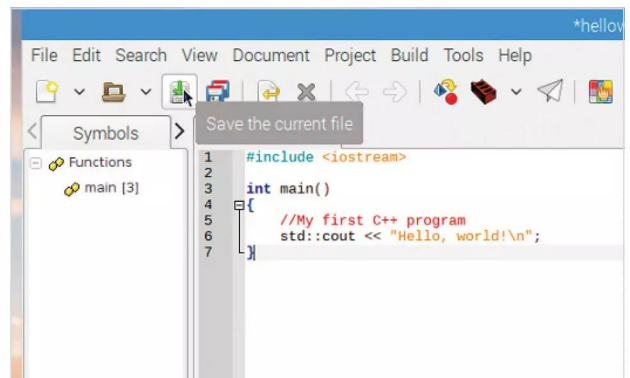 *hellow
File Edit Search View Document Project Build Tools Help
Save the current file
Symbols
Functions
main [3]
1 #include <iostream>
2
3 int main()
4 {
5 //My first C++ program
6 std::cout << "Hello, world!\n";
7 }